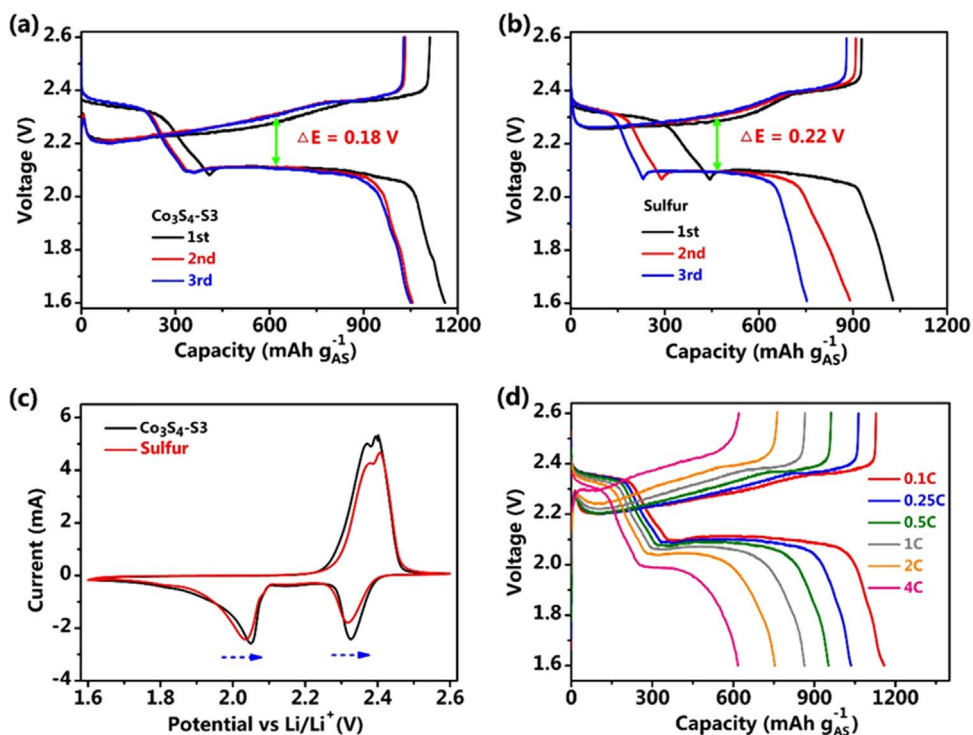 (a)
2.6
2.4
2.2
2.0
1.8
1.6
Voltage (V)
△E = 0.18 V
Co₃S₄-S3
1st
2nd
3rd
0 300 600 900 1200
Capacity (mAh g⁻¹AS)
(b)
2.6
2.4
2.2
2.0
1.8
1.6
Voltage (V)
△E = 0.22 V
Sulfur
1st
2nd
3rd
0 300 600 900 1200
Capacity (mAh g⁻¹AS)
(c)
6
4
2
0
-2
-4
Current (mA)
Co₃S₄-S3
Sulfur
1.6 1.8 2.0 2.2 2.4 2.6
Potential vs Li/Li⁺(V)
(d)
2.6
2.4
2.2
2.0
1.8
1.6
Voltage (V)
0.1C
0.25C
0.5C
1C
2C
4C
0 300 600 900 1200
Capacity (mAh g⁻¹AS)